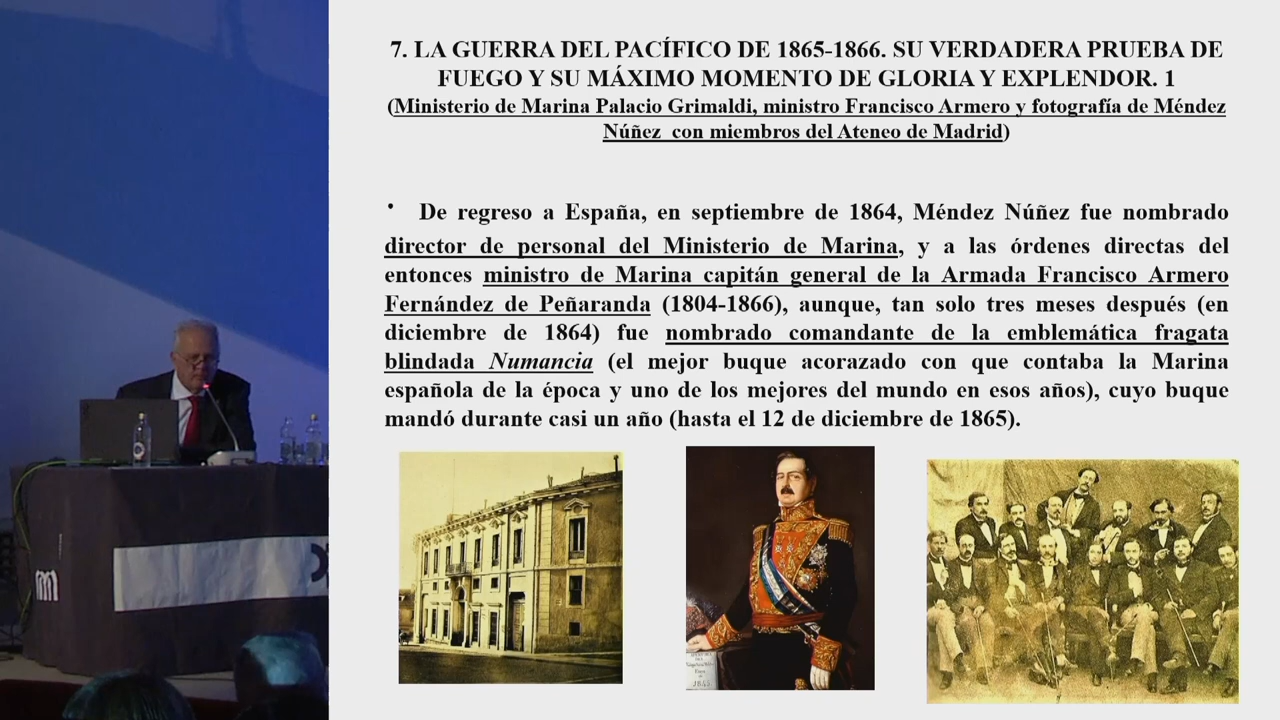 7. LA GUERRA DEL PACÍFICO DE 1865-1866. SU VERDADERA PRUEBA DE
FUEGO Y SU MÁXIMO MOMENTO DE GLORIA Y EXPLENDOR. 1
(Ministerio de Marina Palacio Grimaldi, ministro Francisco Armero y fotografía de Méndez
Núñez con miembros del Ateneo de Madrid)
• De regreso a España, en septiembre de 1864, Méndez Núñez fue nombrado
director de personal del Ministerio de Marina, y a las órdenes directas del
entonces ministro de Marina capitán general de la Armada Francisco Armero
Fernández de Peñaranda (1804-1866), aunque, tan solo tres meses después (en
diciembre de 1864) fue nombrado comandante de la emblemática fragata
blindada Numancia (el mejor buque acorazado con que contaba la Marina
española de la época y uno de los mejores del mundo en esos años), cuyo buque
mandó durante casi un año (hasta el 12 de diciembre de 1865).